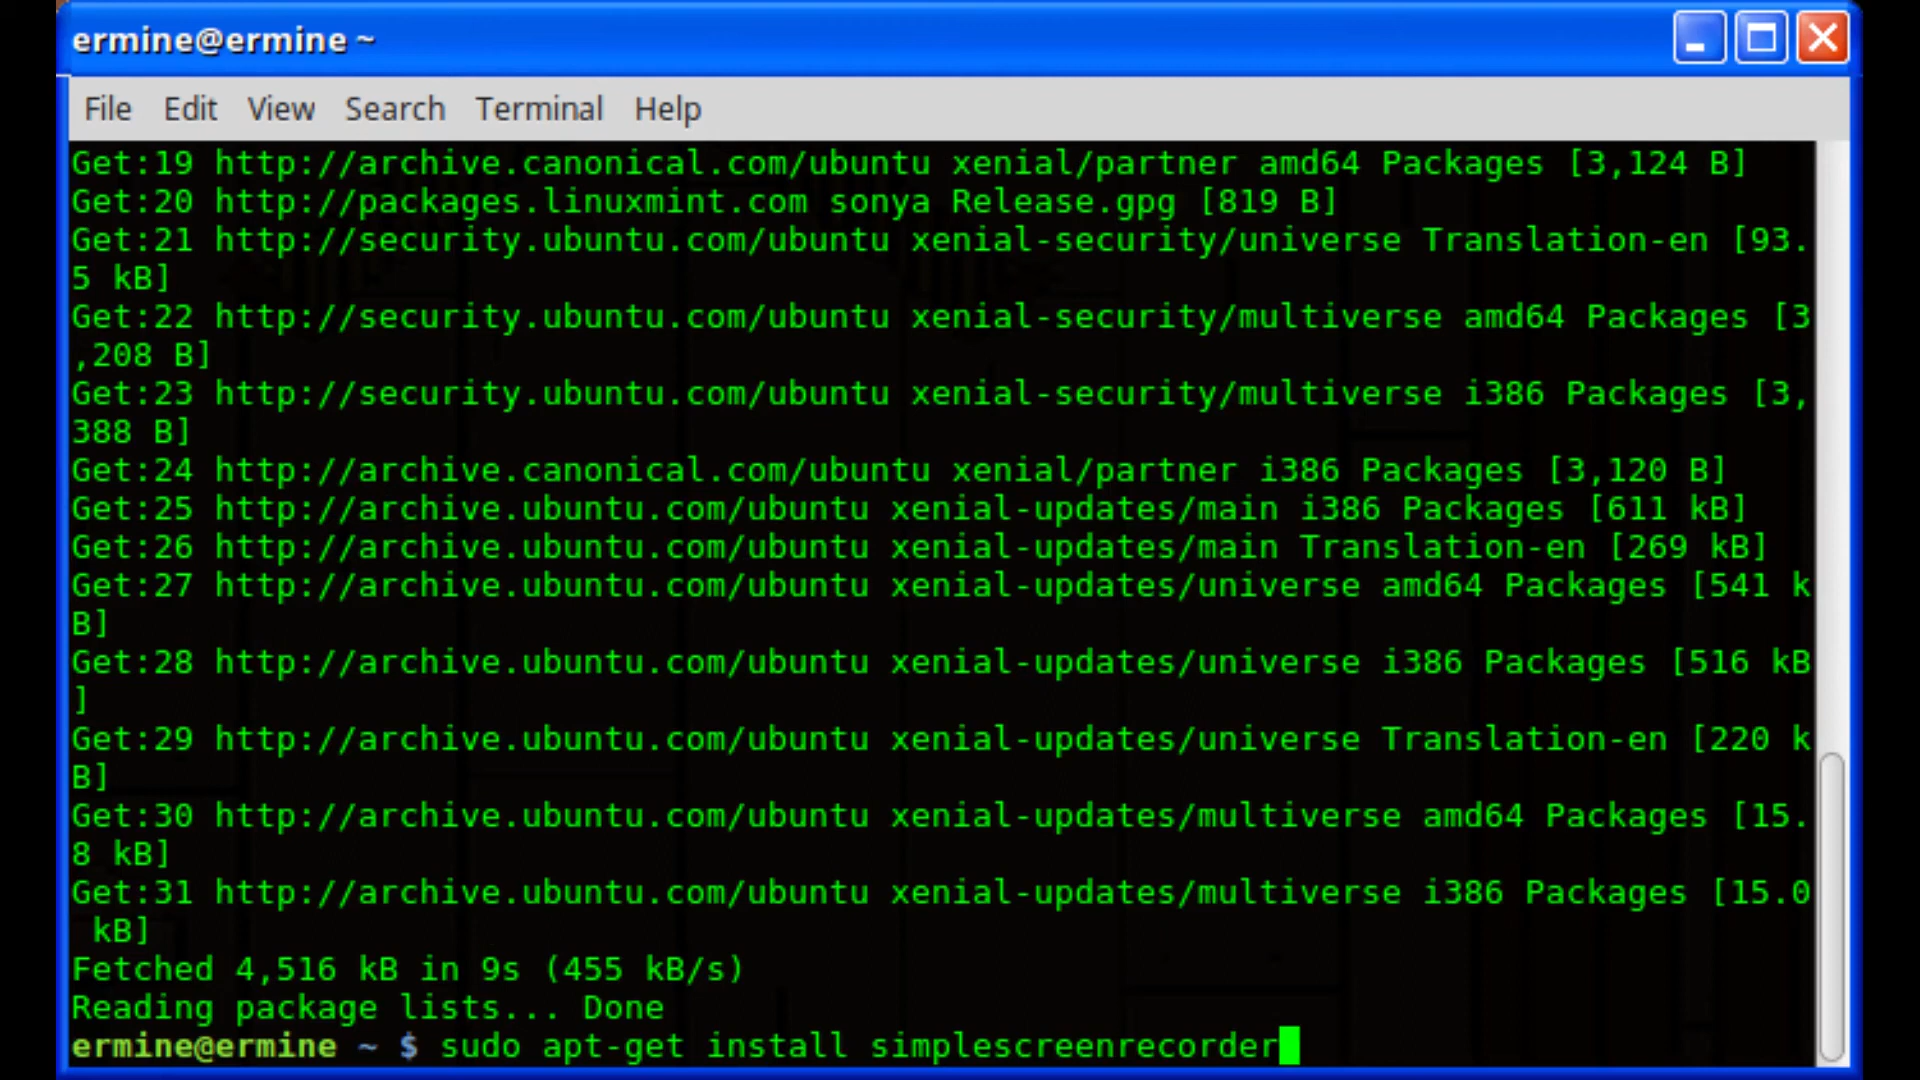 ermine@ermine ~
File Edit View Search Terminal Help
Get:19 http://archive.canonical.com/ubuntu xenial/partner amd64 Packages [3,124 B]
Get:20 http://packages.linuxmint.com sonya Release.gpg [819 B]
Get:21 http://security.ubuntu.com/ubuntu xenial-security/universe Translation-en [93.
5 kB]
Get:22 http://security.ubuntu.com/ubuntu xenial-security/multiverse amd64 Packages [3
,208 B]
Get:23 http://security.ubuntu.com/ubuntu xenial-security/multiverse i386 Packages [3,
388 B]
Get:24 http://archive.canonical.com/ubuntu xenial/partner i386 Packages [3,120 B]
Get:25 http://archive.ubuntu.com/ubuntu xenial-updates/main i386 Packages [611 kB]
Get:26 http://archive.ubuntu.com/ubuntu xenial-updates/main Translation-en [269 kB]
Get:27 http://archive.ubuntu.com/ubuntu xenial-updates/universe amd64 Packages [541 k
B]
Get:28 http://archive.ubuntu.com/ubuntu xenial-updates/universe i386 Packages [516 kB
]
Get:29 http://archive.ubuntu.com/ubuntu xenial-updates/universe Translation-en [220 k
B]
Get:30 http://archive.ubuntu.com/ubuntu xenial-updates/multiverse amd64 Packages [15.
8 kB]
Get:31 http://archive.ubuntu.com/ubuntu xenial-updates/multiverse i386 Packages [15.0
 kB]
Fetched 4,516 kB in 9s (455 kB/s)
Reading package lists... Done
ermine@ermine ~ $ sudo apt-get install simplescreenrecorder